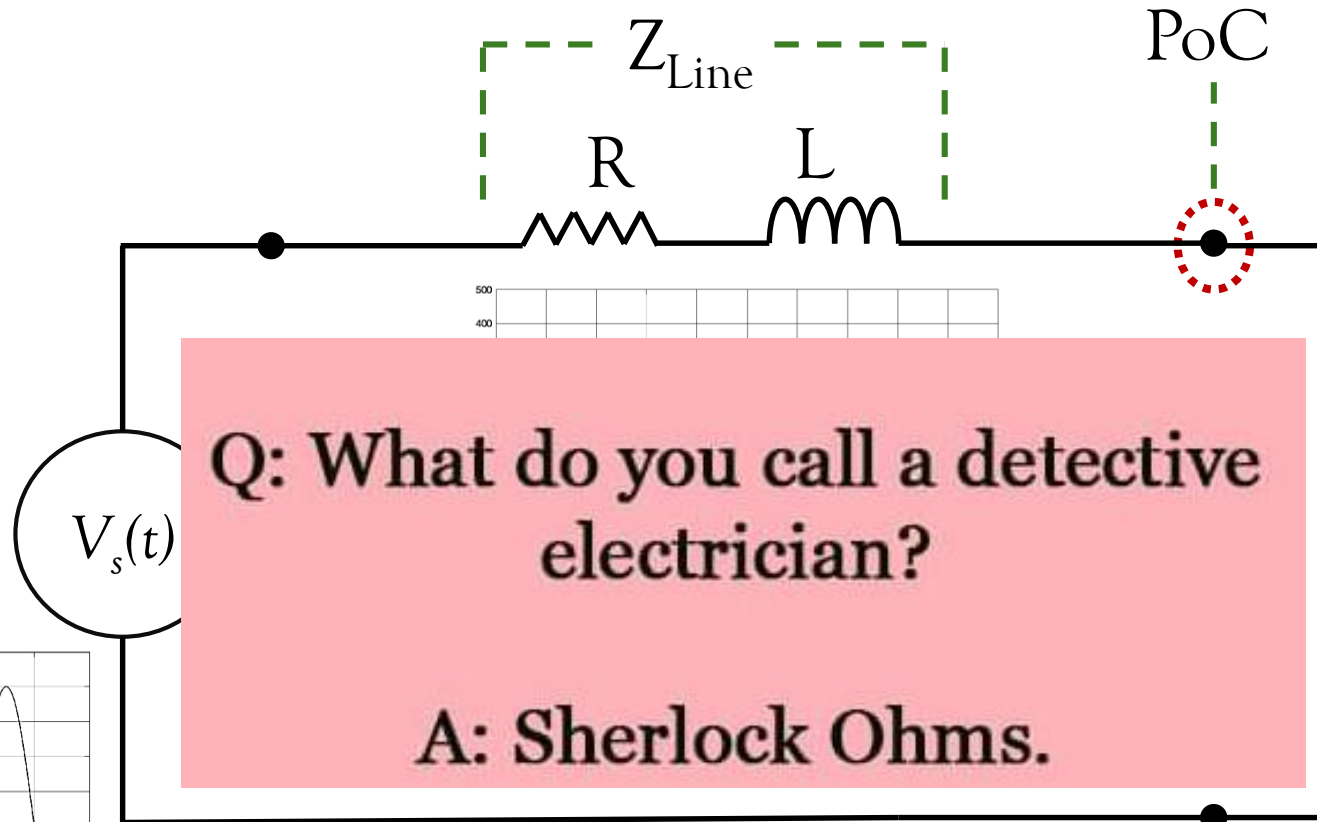 Z_Line
PoC
R
L
500
400
Q: What do you call a detective
electrician?
V_s(t)
A: Sherlock Ohms.